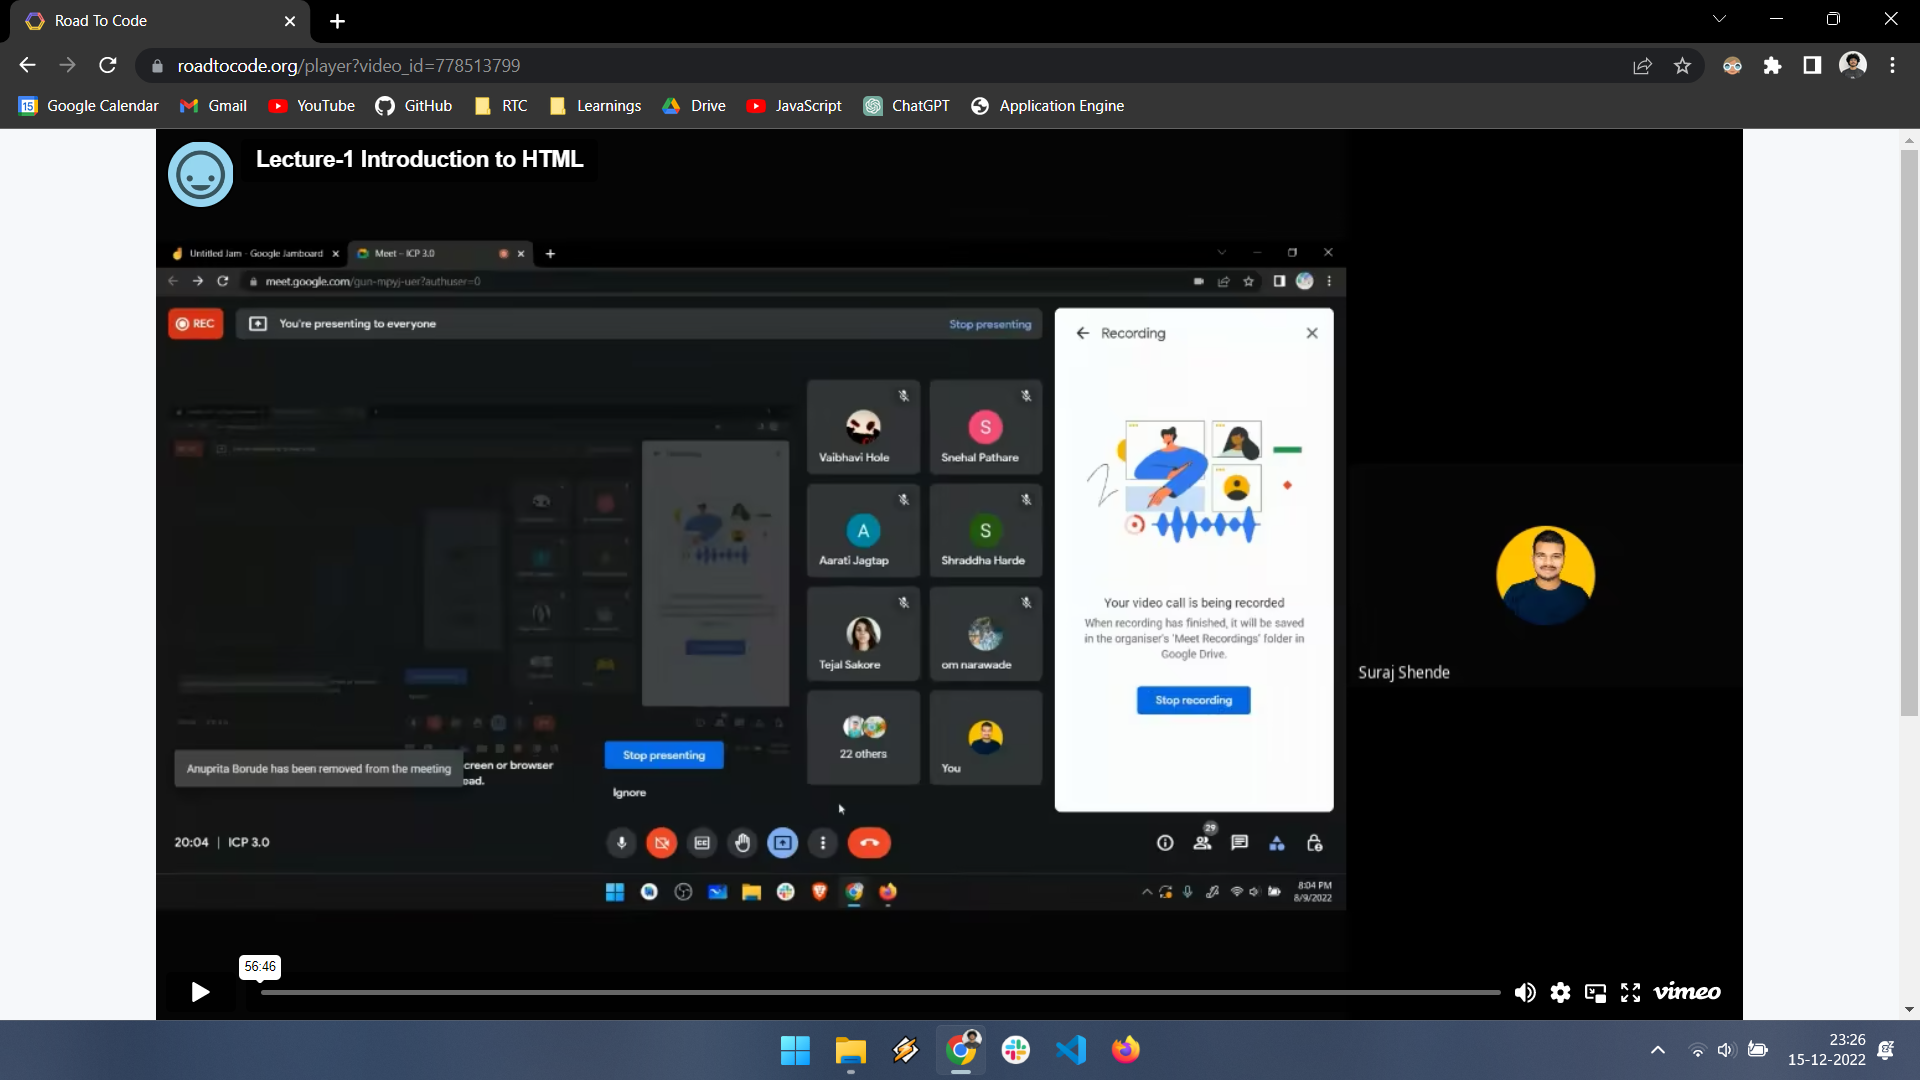 Road To Code
roadtocode.org/player?video_id=778513799
Google Calendar
Gmail
YouTube
GitHub
RTC
Learnings
Drive
JavaScript
ChatGPT
Application Engine
Lecture-1 Introduction to HTML
Untitled Jam - Google Jamboard
Meet – ICP 3.0
meet.google.com/gun-mpyj-uer?authuser=0
REC
You're presenting to everyone
Stop presenting
Recording
Vaibhavi Hole
S
Snehal Pathare
A
Aarati Jagtap
S
Shraddha Harde
Tejal Sakore
om narawade
22 others
You
Your video call is being recorded
When recording has finished, it will be saved
in the organiser's 'Meet Recordings' folder in
Google Drive.
Stop recording
Suraj Shende
Anuprita Borude has been removed from the meeting
creen or browser
oad.
Stop presenting
Ignore
20:04 | ICP 3.0
29
8:04 PM
8/9/2022
56:46
vimeo
23:26
15-12-2022